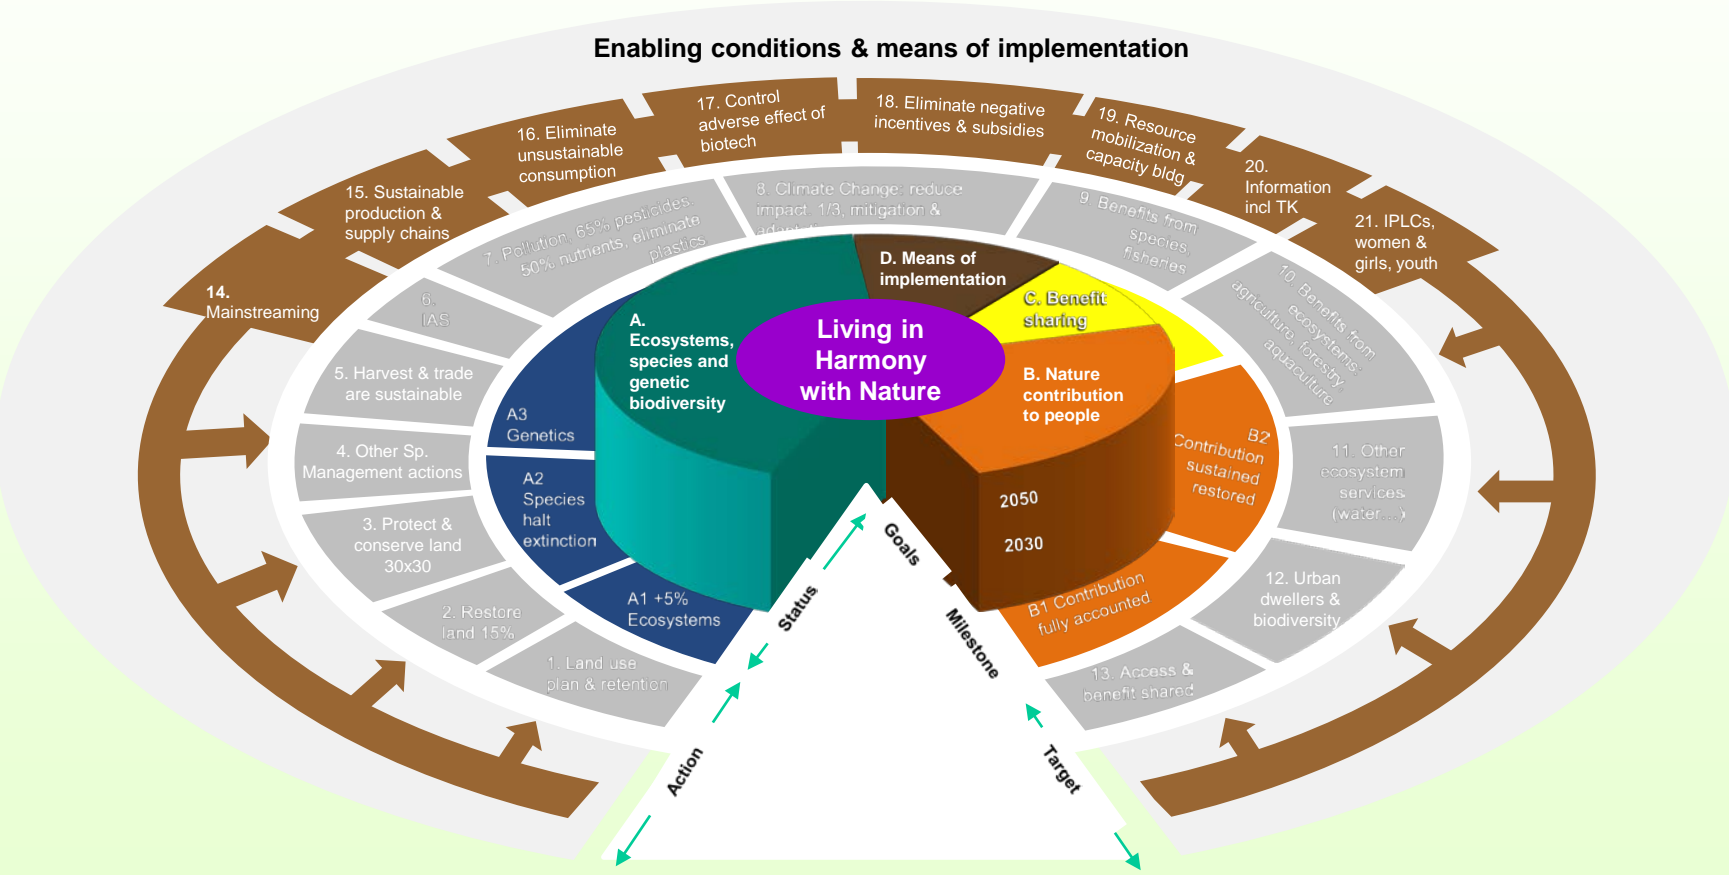 Enabling conditions & means of implementation
14.
Mainstreaming
15. Sustainable
production &
supply chains
16. Eliminate
unsustainable
consumption
17. Control
adverse effect of
biotech
18. Eliminate negative
incentives & subsidies
19. Resource
mobilization &
capacity bldg
20.
Information
incl TK
21. IPLCs,
women &
girls, youth
1. Land use
plan & retention
2. Restore
land 15%
3. Protect &
conserve land
30x30
4. Other Sp.
Management actions
5. Harvest & trade
are sustainable
6.
IAS
7. Pollution, 65% pesticides.
50% nutrients, eliminate
plastics
8. Climate Change: reduce
impact. 1/3, mitigation &
9. Benefits from
species,
fisheries
10. Benefits from
ecosystems:
agriculture, forestry,
aquaculture
11. Other
ecosystem
services
(water…)
12. Urban
dwellers &
biodiversity
13. Access &
benefit shared
A3
Genetics
A2
Species
halt
extinction
A1 +5%
Ecosystems
A.
Ecosystems,
species and
genetic
biodiversity
D. Means of
implementation
C. Benefit
sharing
B. Nature
contribution
to people
Living in
Harmony
with Nature
2050
2030
B2
Contribution
sustained
restored
B1 Contribution
fully accounted
Goals
Status
Milestone
Action
Target